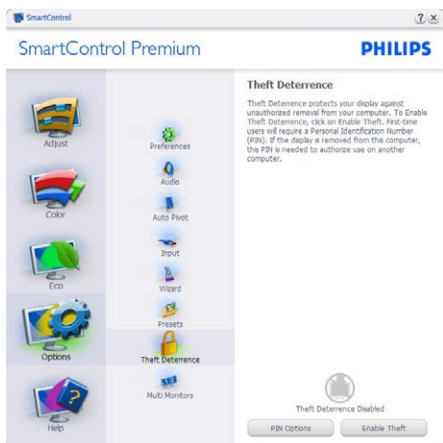 SmartControl
SmartControl Premium
PHILIPS
Adjust
Color
Eco
Options
Help
Preferences
Audio
Auto Pivot
Input
Wizard
Presets
Theft Deterrence
Multi Monitors
Theft Deterrence
Theft Deterrence protects your display against
unauthorized removal from your computer. To Enable
Theft Deterrence, click on Enable Theft. First-time
users will require a Personal Identification Number
(PIN). If the display is removed from this computer,
this PIN is needed to authorize use on another
computer.
Theft Deterrence Disabled
PIN Options
Enable Theft